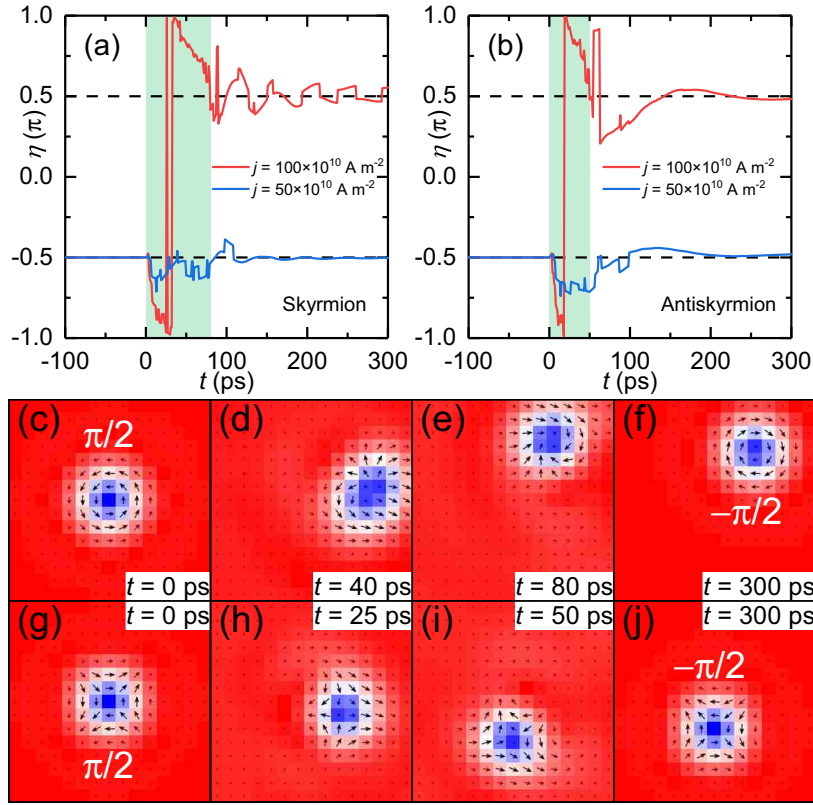 (a)
1.0
0.5
0.0
-0.5
-1.0
η (π)
j = 100×10¹⁰ A m⁻²
j = 50×10¹⁰ A m⁻²
Skyrmion
-100 0 100 200 300
t (ps)
(b)
1.0
0.5
0.0
-0.5
-1.0
η (π)
j = 100×10¹⁰ A m⁻²
j = 50×10¹⁰ A m⁻²
Antiskyrmion
-100 0 100 200 300
t (ps)
(c)
π/2
t = 0 ps
(d)
t = 40 ps
(e)
t = 80 ps
(f)
−π/2
t = 300 ps
(g)
t = 0 ps
π/2
(h)
t = 25 ps
(i)
t = 50 ps
(j)
t = 300 ps
−π/2